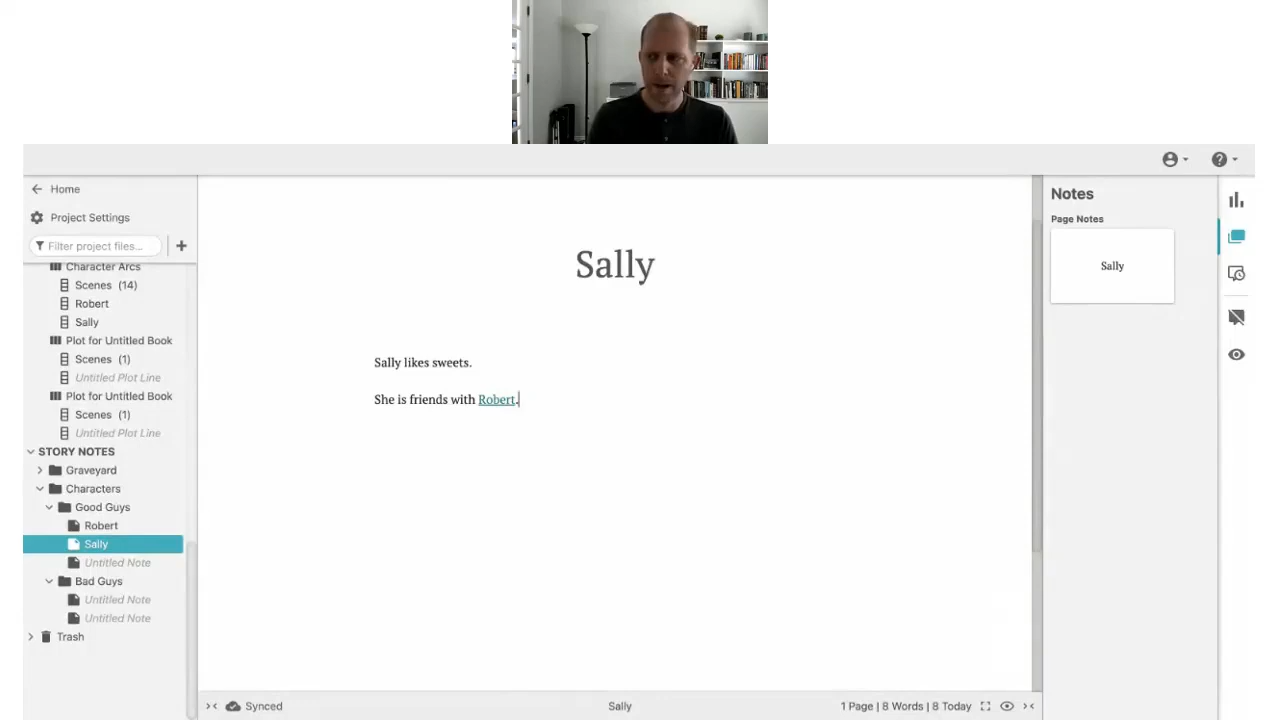 Home
Project Settings
Filter project files...
Character Arcs
Scenes (14)
Robert
Sally
Plot for Untitled Book
Scenes (1)
Untitled Plot Line
Plot for Untitled Book
Scenes (1)
Untitled Plot Line
STORY NOTES
Graveyard
Characters
Good Guys
Robert
Sally
Untitled Note
Bad Guys
Untitled Note
Untitled Note
Trash
Sally
Sally likes sweets.
She is friends with Robert.
Notes
Page Notes
Sally
Synced
Sally
1 Page | 8 Words | 8 Today